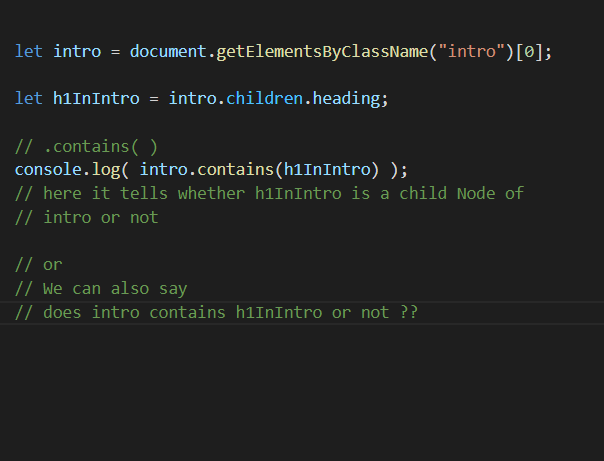 let intro = document.getElementsByClassName("intro")[0];
let h1InIntro = intro.children.heading;
// .contains( )
console.log( intro.contains(h1InIntro) );
// here it tells whether h1InIntro is a child Node of
// intro or not
// or
// We can also say
// does intro contains h1InIntro or not ??